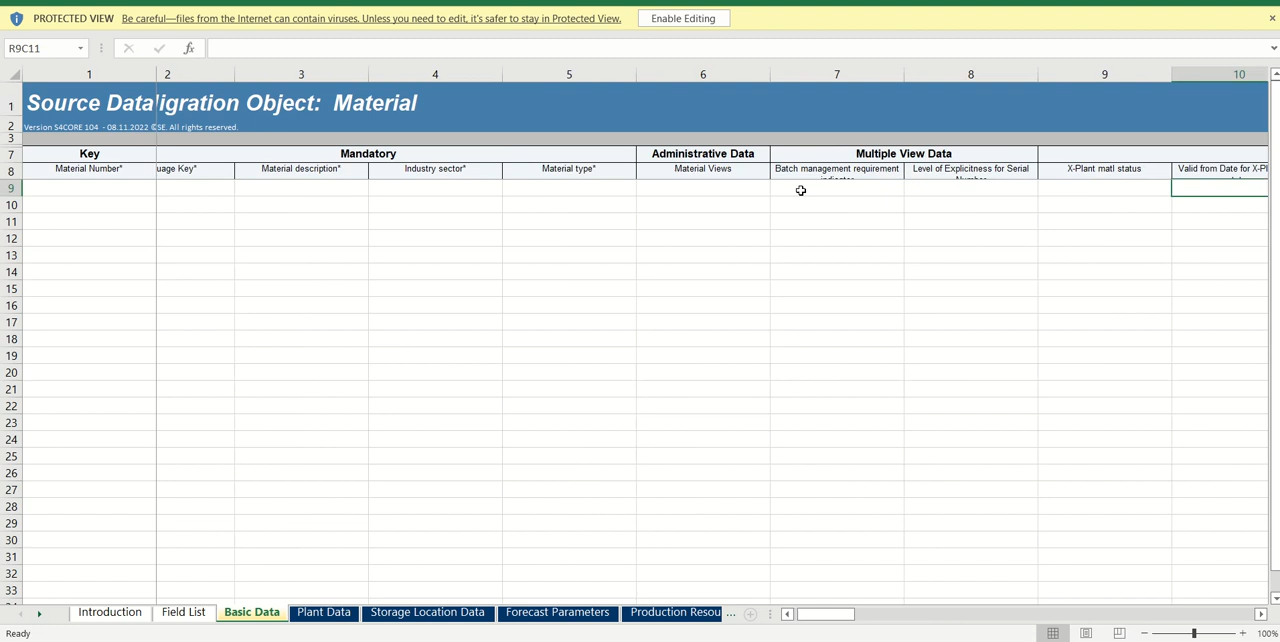 PROTECTED VIEW Be careful—files from the Internet can contain viruses. Unless you need to edit, it's safer to stay in Protected View. Enable Editing
R9C11 fx
1 2 3 4 5 6 7 8 9 10
1 Source Data igration Object: Material
2 Version S4CORE 104 - 08.11.2022 © SE. All rights reserved.
3
7 Key Mandatory Administrative Data Multiple View Data
8 Material Number* uage Key* Material description* Industry sector* Material type* Material Views Batch management requirement Level of Explicitness for Serial X-Plant matl status Valid from Date for X-Pl
9
10
11
12
13
14
15
16
17
18
19
20
21
22
23
24
25
26
27
28
29
30
31
32
33
Introduction Field List Basic Data Plant Data Storage Location Data Forecast Parameters Production Resou ...
Ready 100%